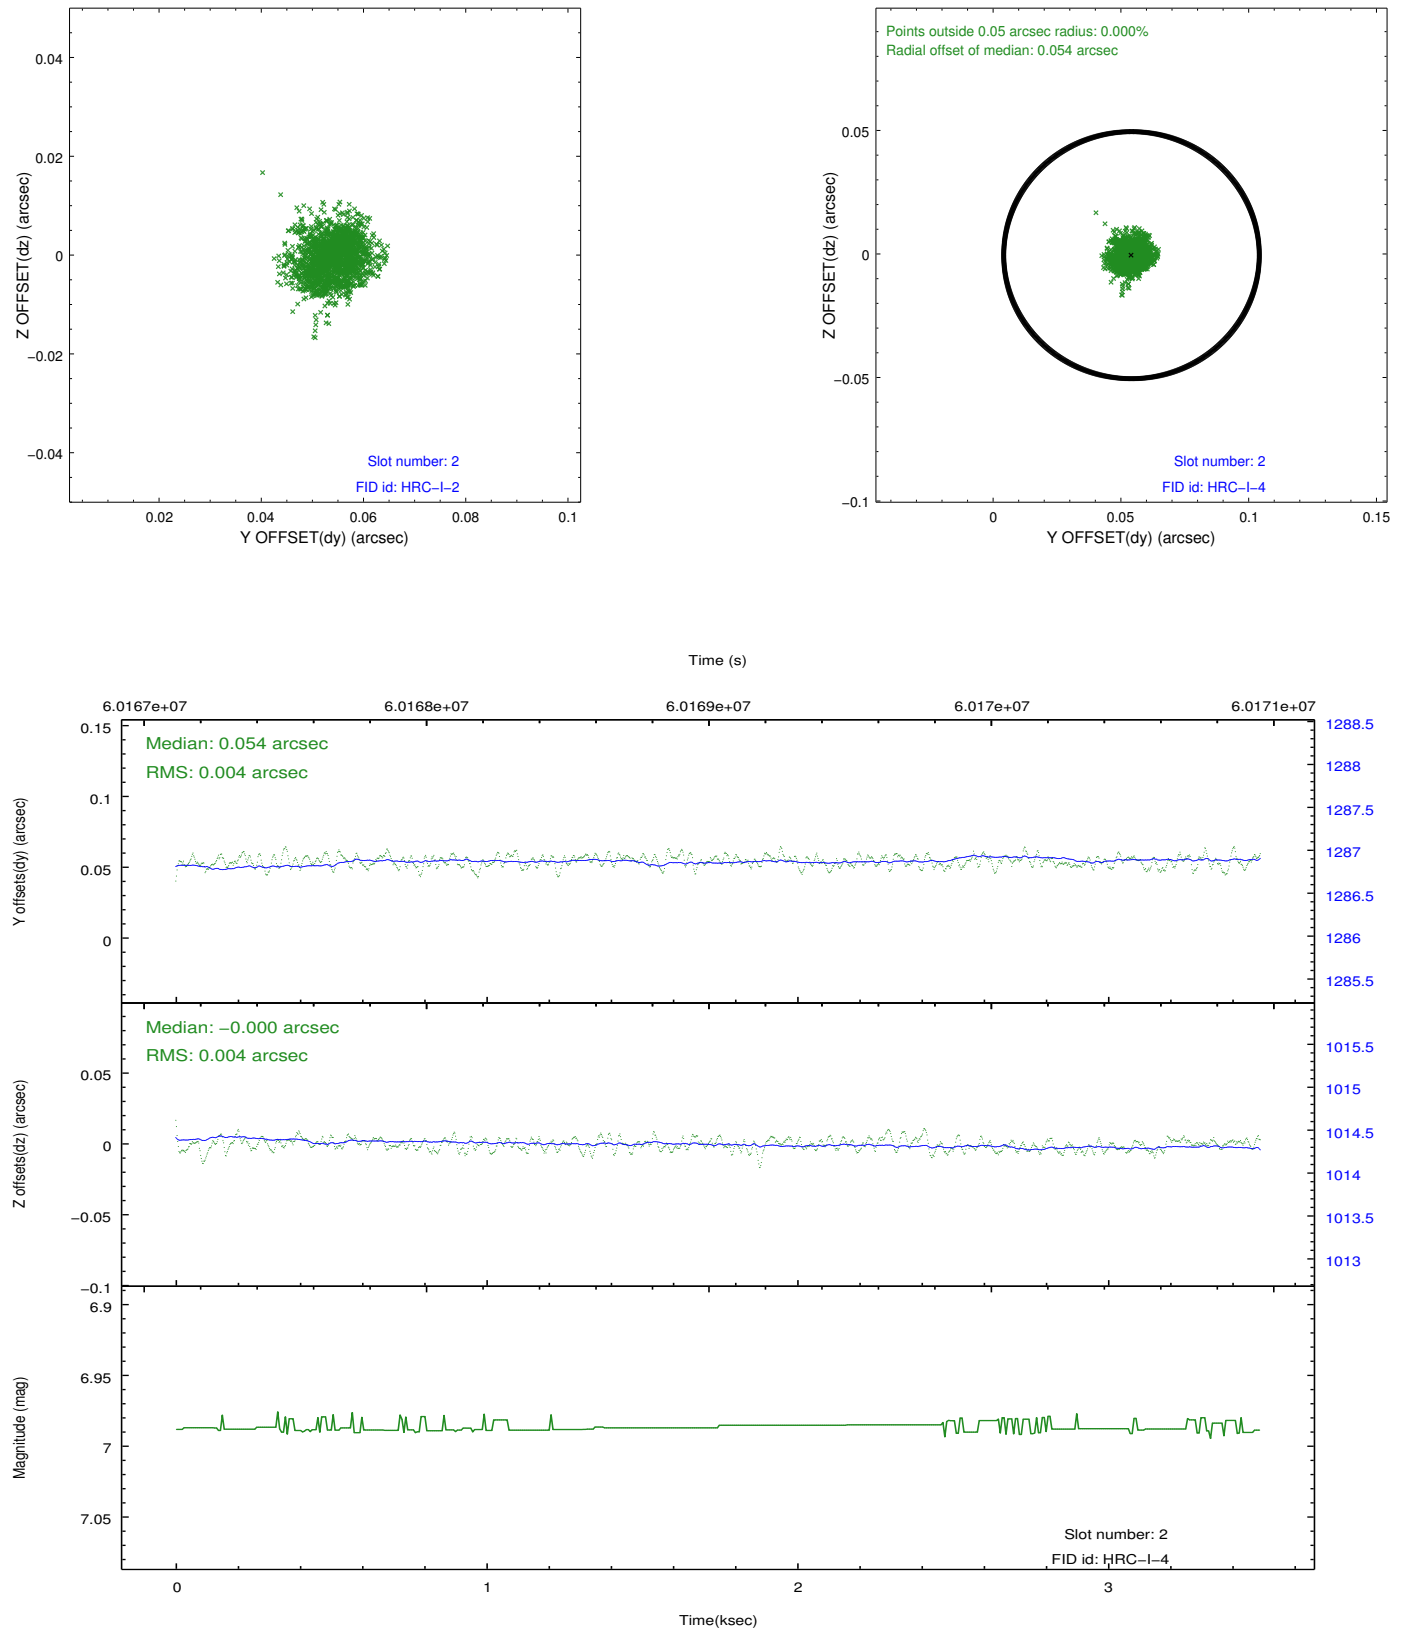 0.04
0.02
0
−0.02
−0.04
Z OFFSET(dz) (arcsec)
Slot number: 2
FID id: HRC−I−2
0.02
0.04
0.06
0.08
0.1
Y OFFSET(dy) (arcsec)
Points outside 0.05 arcsec radius: 0.000%
Radial offset of median: 0.054 arcsec
0.05
0
−0.05
−0.1
Z OFFSET(dz) (arcsec)
Slot number: 2
FID id: HRC−I−4
0
0.05
0.1
0.15
Y OFFSET(dy) (arcsec)
Time (s)
6.0167e+07
6.0168e+07
6.0169e+07
6.017e+07
6.0171e+07
Median: 0.054 arcsec
RMS: 0.004 arcsec
0.15
0.1
0.05
0
Y offsets(dy) (arcsec)
1288.5
1288
1287.5
1287
1286.5
1286
1285.5
Median: −0.000 arcsec
RMS: 0.004 arcsec
0.05
0
−0.05
−0.1
Z offsets(dz) (arcsec)
1015.5
1015
1014.5
1014
1013.5
1013
6.9
6.95
7
7.05
Magnitude (mag)
Slot number: 2
FID id: HRC−I−4
0
1
2
3
Time(ksec)